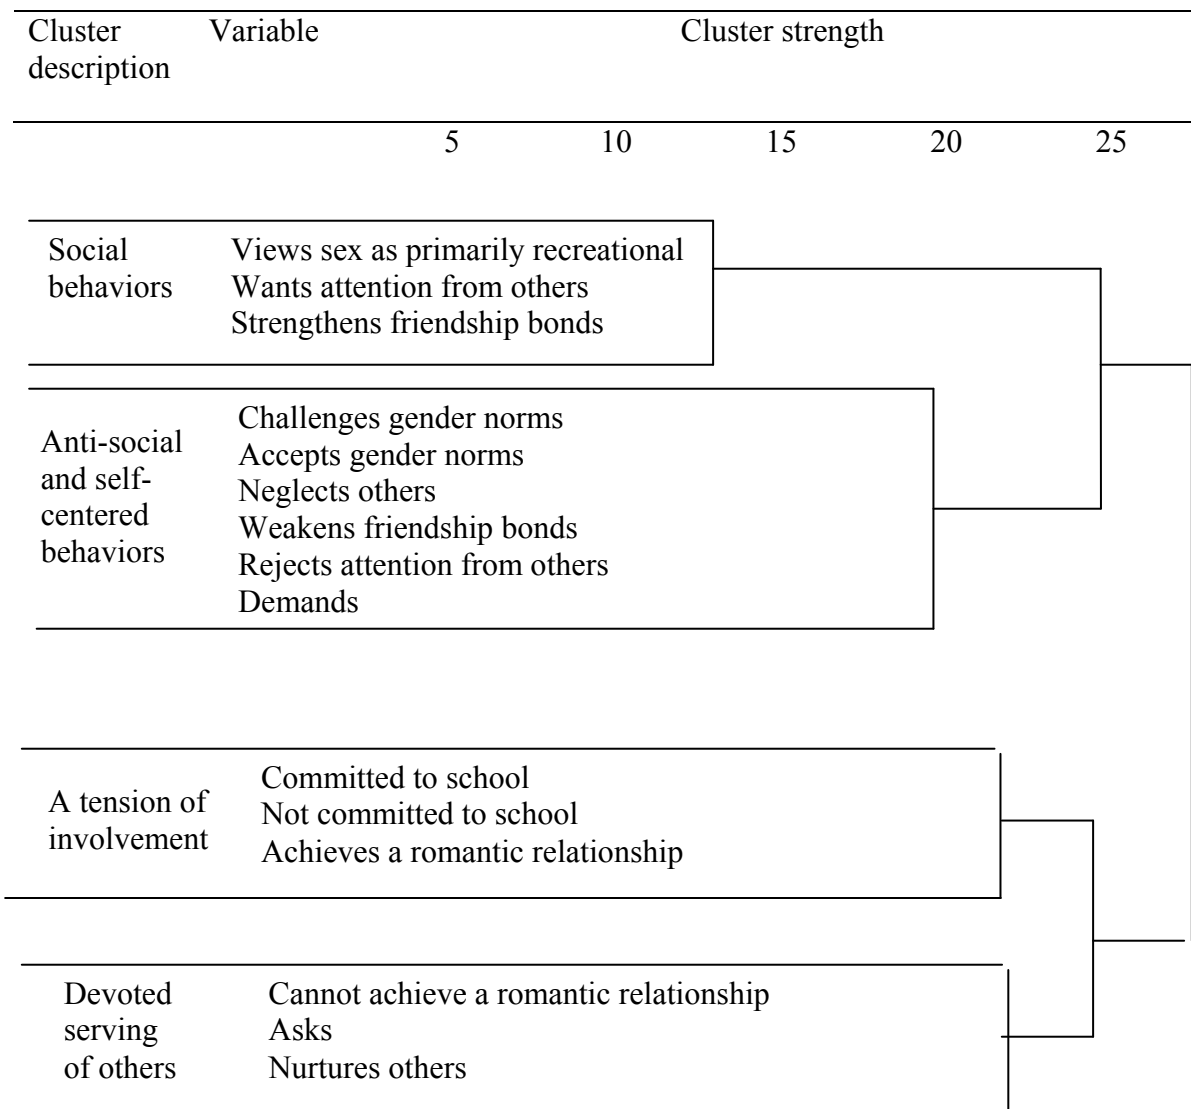 Cluster description Variable Cluster strength
5 10 15 20 25
Social behaviors
Views sex as primarily recreational
Wants attention from others
Strengthens friendship bonds
Anti-social and self-centered behaviors
Challenges gender norms
Accepts gender norms
Neglects others
Weakens friendship bonds
Rejects attention from others
Demands
A tension of involvement
Committed to school
Not committed to school
Achieves a romantic relationship
Devoted serving of others
Cannot achieve a romantic relationship
Asks
Nurtures others